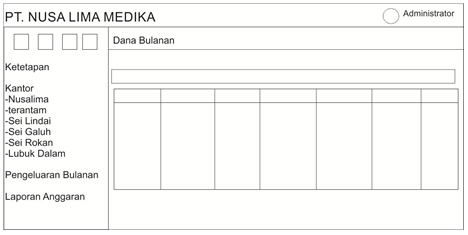 PT. NUSA LIMA MEDIKA
Administrator
Dana Bulanan
Ketetapan
Kantor
-Nusalima
-terantam
-Sei Lindai
-Sei Galuh
-Sei Rokan
-Lubuk Dalam
Pengeluaran Bulanan
Laporan Anggaran